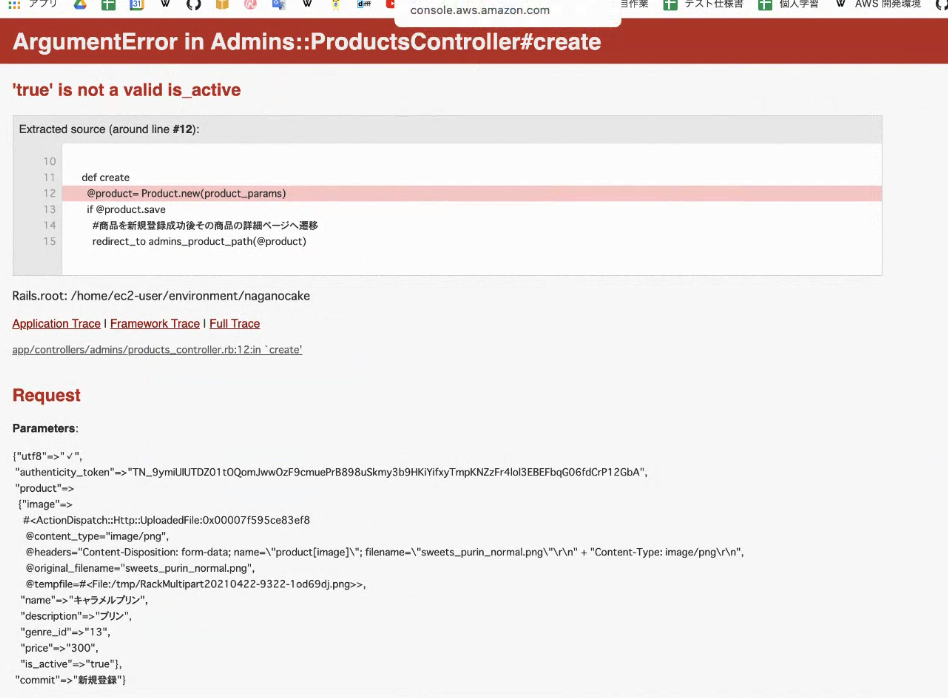 アプリ
31
console.aws.amazon.com
自作業
テスト仕様書
個人学習
AWS 開発環境
ArgumentError in Admins::ProductsController#create
'true' is not a valid is_active
Extracted source (around line #12):
10
11 def create
12 @product= Product.new(product_params)
13 if @product.save
14 #商品を新規登録成功後その商品の詳細ページへ遷移
15 redirect_to admins_product_path(@product)
Rails.root: /home/ec2-user/environment/naganocake
Application Trace | Framework Trace | Full Trace
app/controllers/admins/products_controller.rb:12:in `create'
Request
Parameters:
{"utf8"=>"✓",
"authenticity_token"=>"TN_9ymiUlUTDZ01tOQomJwwOzF9cmuePrB898uSkmy3b9HKiYifxyTmpKNZzFr4lol3EBEFbqG06fdCrP12GbA",
"product"=>
{"image"=>
#<ActionDispatch::Http::UploadedFile:0x00007f595ce83ef8
@content_type="image/png",
@headers="Content-Disposition: form-data; name=\"product[image]\"; filename=\"sweets_purin_normal.png\"\r\n" + "Content-Type: image/png\r\n",
@original_filename="sweets_purin_normal.png",
@tempfile=#<File:/tmp/RackMultipart20210422-9322-1od69dj.png>>,
"name"=>"キャラメルプリン",
"description"=>"プリン",
"genre_id"=>"13",
"price"=>"300",
"is_active"=>"true"},
"commit"=>"新規登録"}